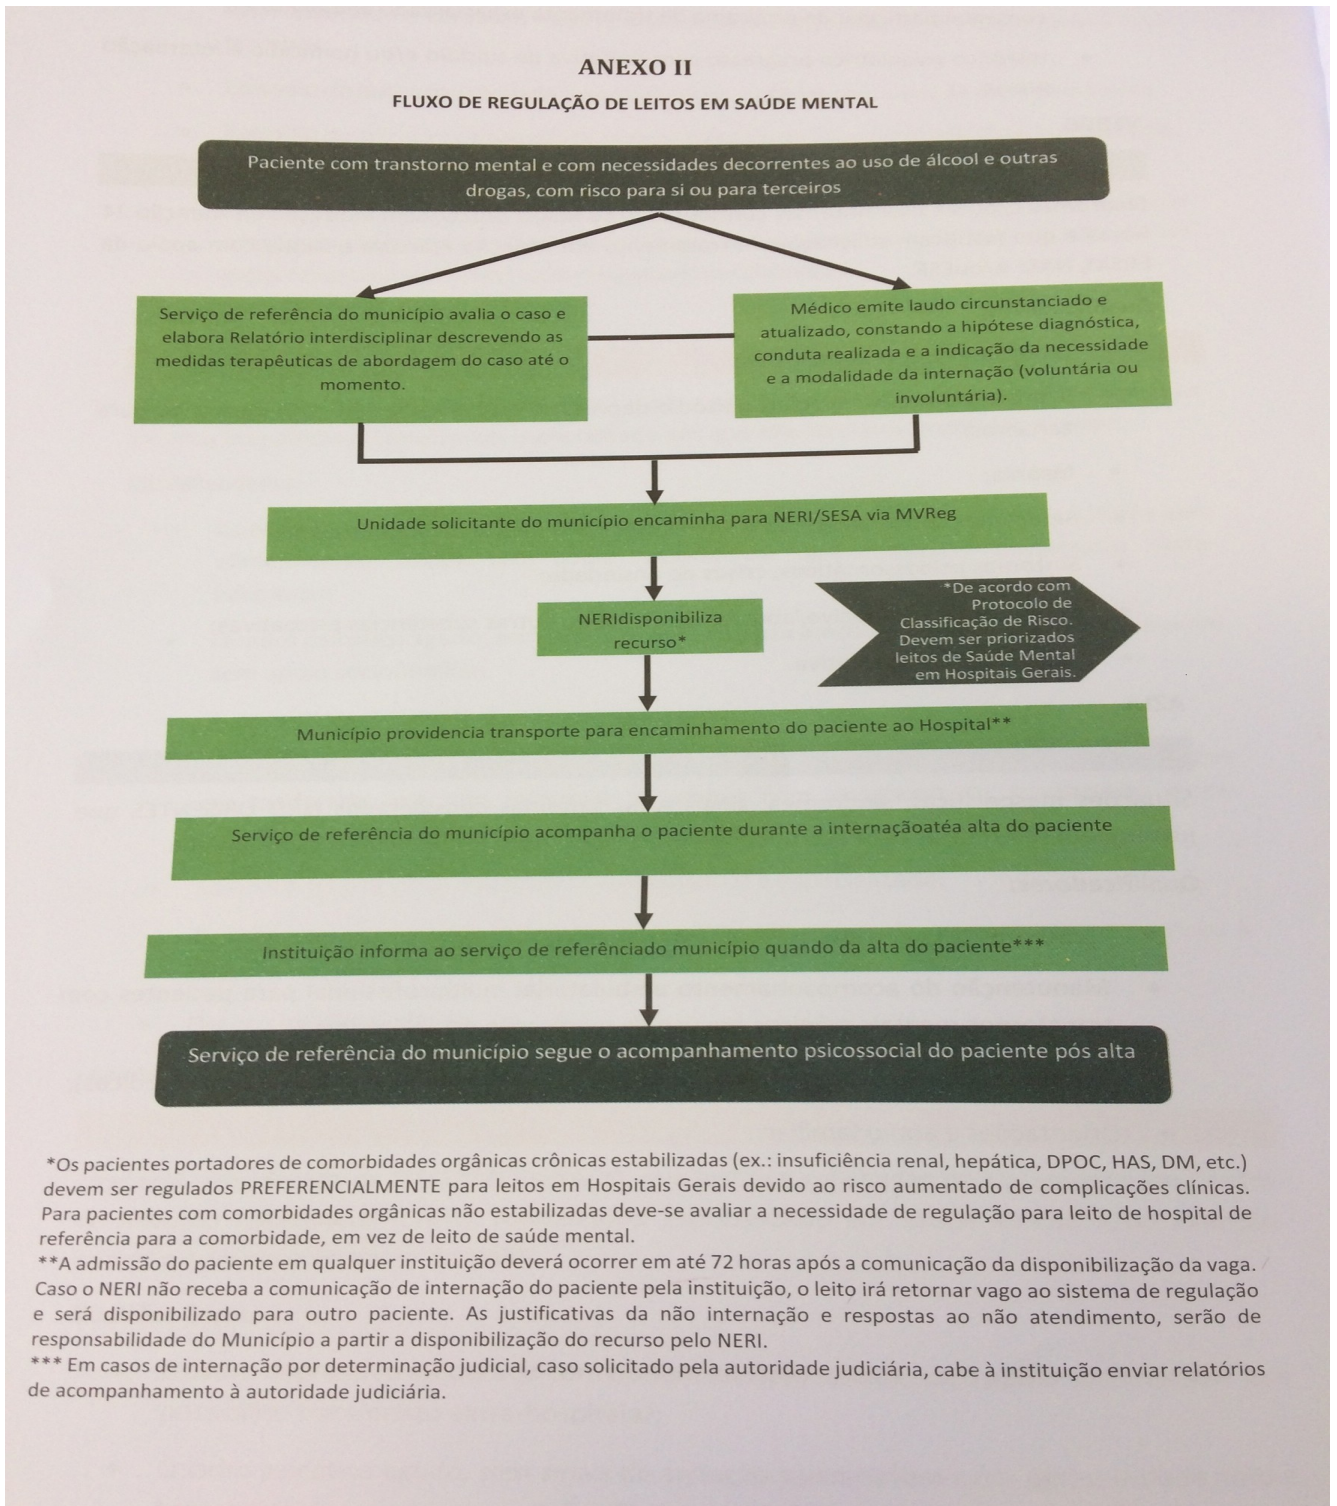 ANEXO II
FLUXO DE REGULAÇÃO DE LEITOS EM SAÚDE MENTAL
Paciente com transtorno mental e com necessidades decorrentes ao uso de álcool e outras
drogas, com risco para si ou para terceiros
Serviço de referência do município avalia o caso e
elabora Relatório interdisciplinar descrevendo as
medidas terapêuticas de abordagem do caso até o
momento.
Médico emite laudo circunstanciado e
atualizado, constando a hipótese diagnóstica,
conduta realizada e a indicação da necessidade
e a modalidade da internação (voluntária ou
involuntária).
Unidade solicitante do município encaminha para NERI/SESA via MVReg
NERIdisponibiliza
recurso*
*De acordo com
Protocolo de
Classificação de Risco.
Devem ser priorizados
leitos de Saúde Mental
em Hospitais Gerais.
Município providencia transporte para encaminhamento do paciente ao Hospital**
Serviço de referência do município acompanha o paciente durante a internaçãoatéa alta do paciente
Instituição informa ao serviço de referênciado município quando da alta do paciente***
Serviço de referência do município segue o acompanhamento psicossocial do paciente pós alta
*Os pacientes portadores de comorbidades orgânicas crônicas estabilizadas (ex.: insuficiência renal, hepática, DPOC, HAS, DM, etc.)
devem ser regulados PREFERENCIALMENTE para leitos em Hospitais Gerais devido ao risco aumentado de complicações clínicas.
Para pacientes com comorbidades orgânicas não estabilizadas deve-se avaliar a necessidade de regulação para leito de hospital de
referência para a comorbidade, em vez de leito de saúde mental.
**A admissão do paciente em qualquer instituição deverá ocorrer em até 72 horas após a comunicação da disponibilização da vaga.
Caso o NERI não receba a comunicação de internação do paciente pela instituição, o leito irá retornar vago ao sistema de regulação
e será disponibilizado para outro paciente. As justificativas da não internação e respostas ao não atendimento, serão de
responsabilidade do Município a partir a disponibilização do recurso pelo NERI.
*** Em casos de internação por determinação judicial, caso solicitado pela autoridade judiciária, cabe à instituição enviar relatórios
de acompanhamento à autoridade judiciária.